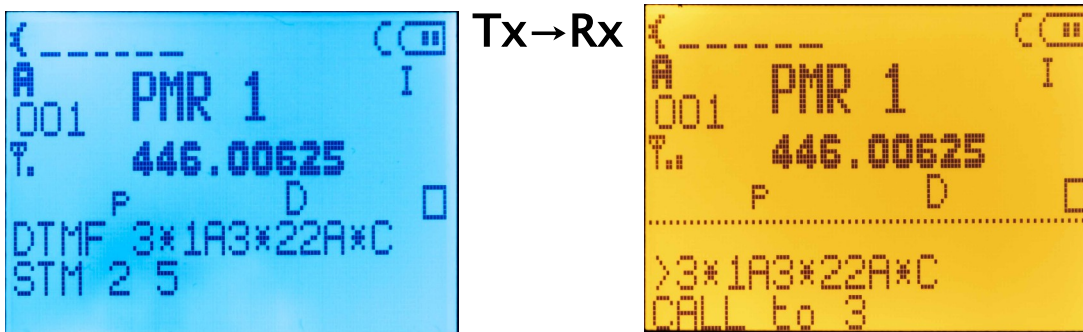 A
001
PMR 1
I
446.00625
P D
DTMF 3*1A3*22A*C
STM 2 5
Tx→Rx
A
001
PMR 1
I
446.00625
P D
>3*1A3*22A*C
CALL to 3